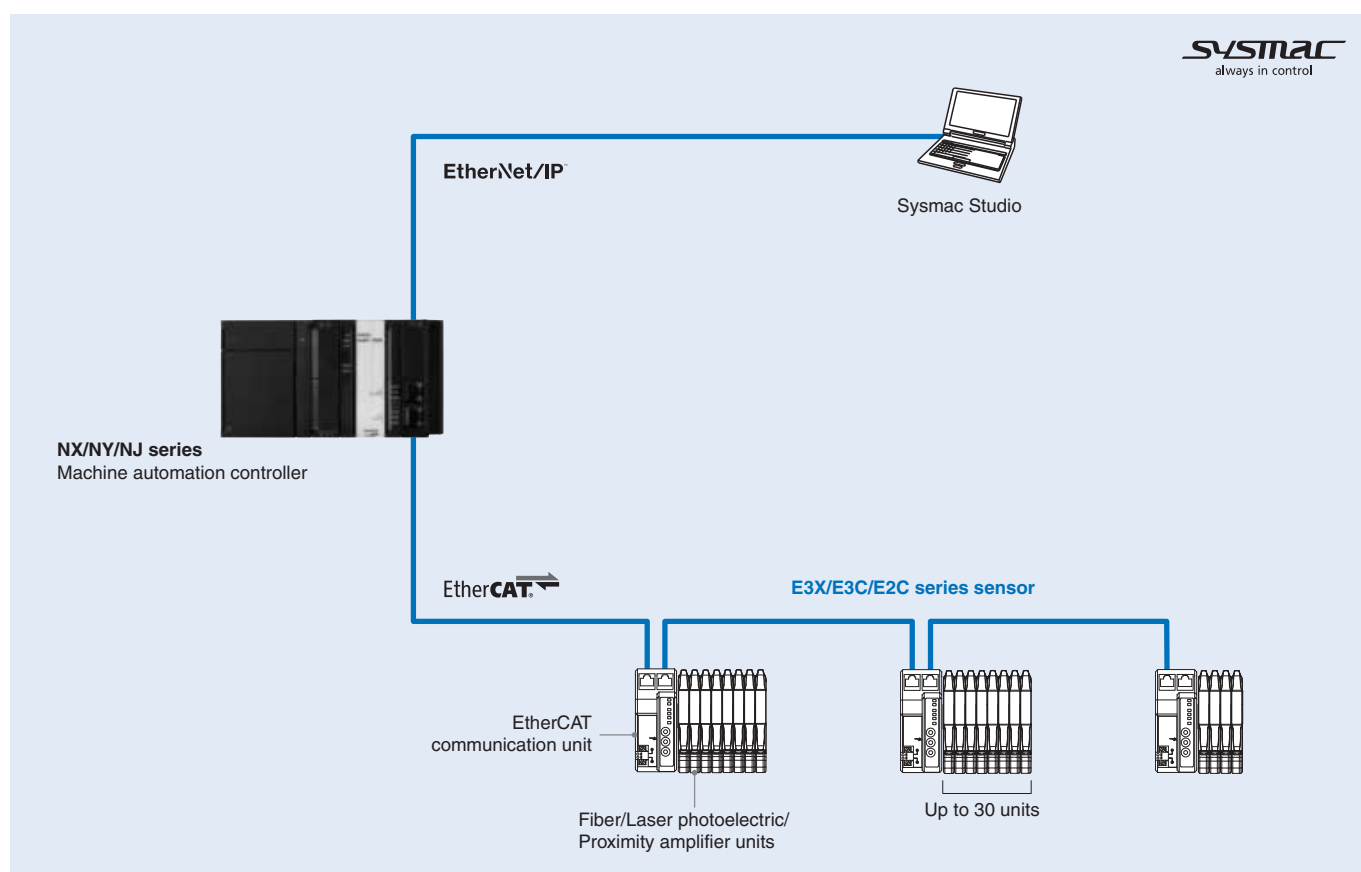 sysmac
always in control
EtherNet/IP™
Sysmac Studio
NX/NY/NJ series
Machine automation controller
EtherCAT®
E3X/E3C/E2C series sensor
EtherCAT
communication unit
Fiber/Laser photoelectric/
Proximity amplifier units
Up to 30 units